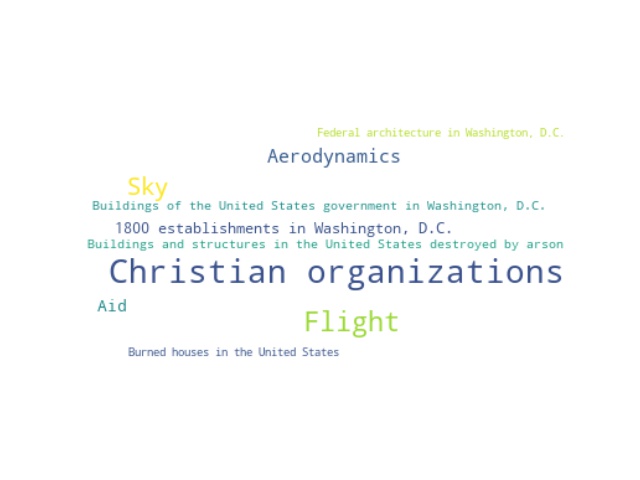 Federal architecture in Washington, D.C.
Aerodynamics
Sky
Buildings of the United States government in Washington, D.C.
1800 establishments in Washington, D.C.
Buildings and structures in the United States destroyed by arson
Christian organizations
Aid
Flight
Burned houses in the United States